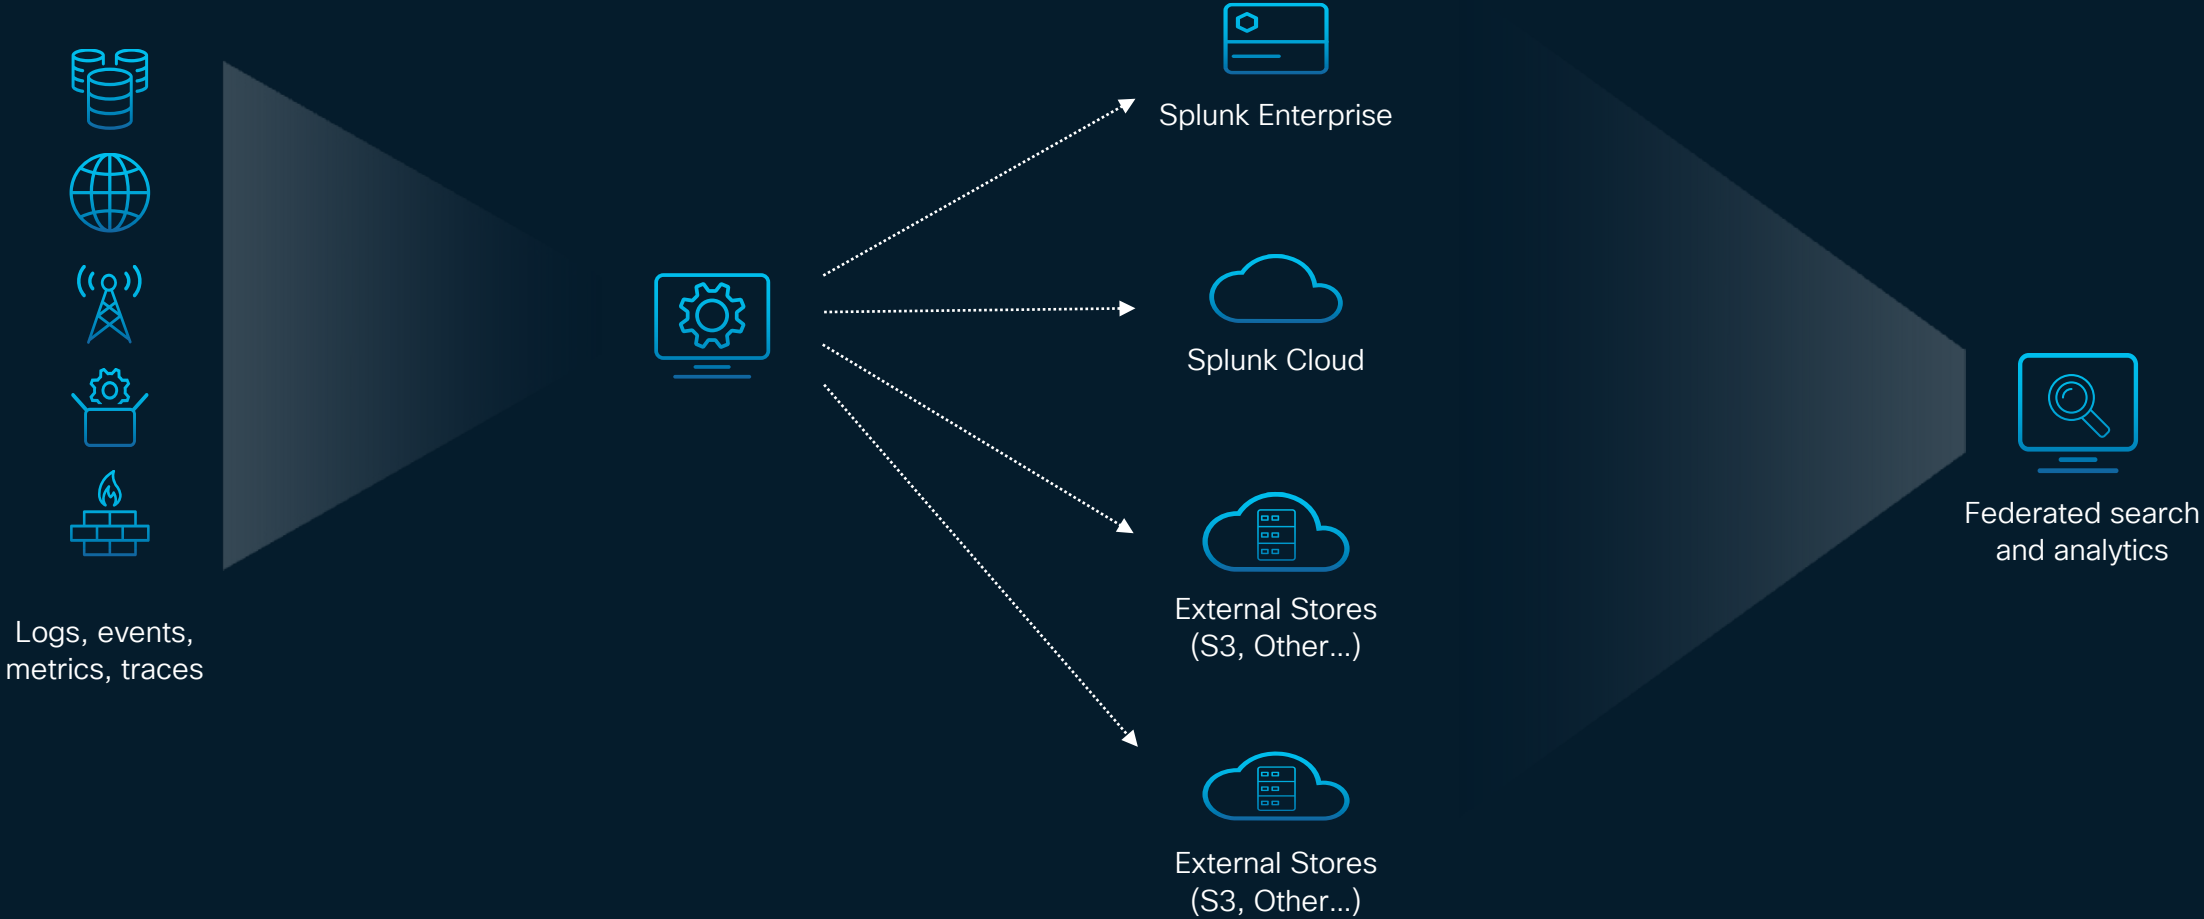 Logs, events,
metrics, traces
Splunk Enterprise
Splunk Cloud
External Stores
(S3, Other...)
External Stores
(S3, Other...)
Federated search
and analytics